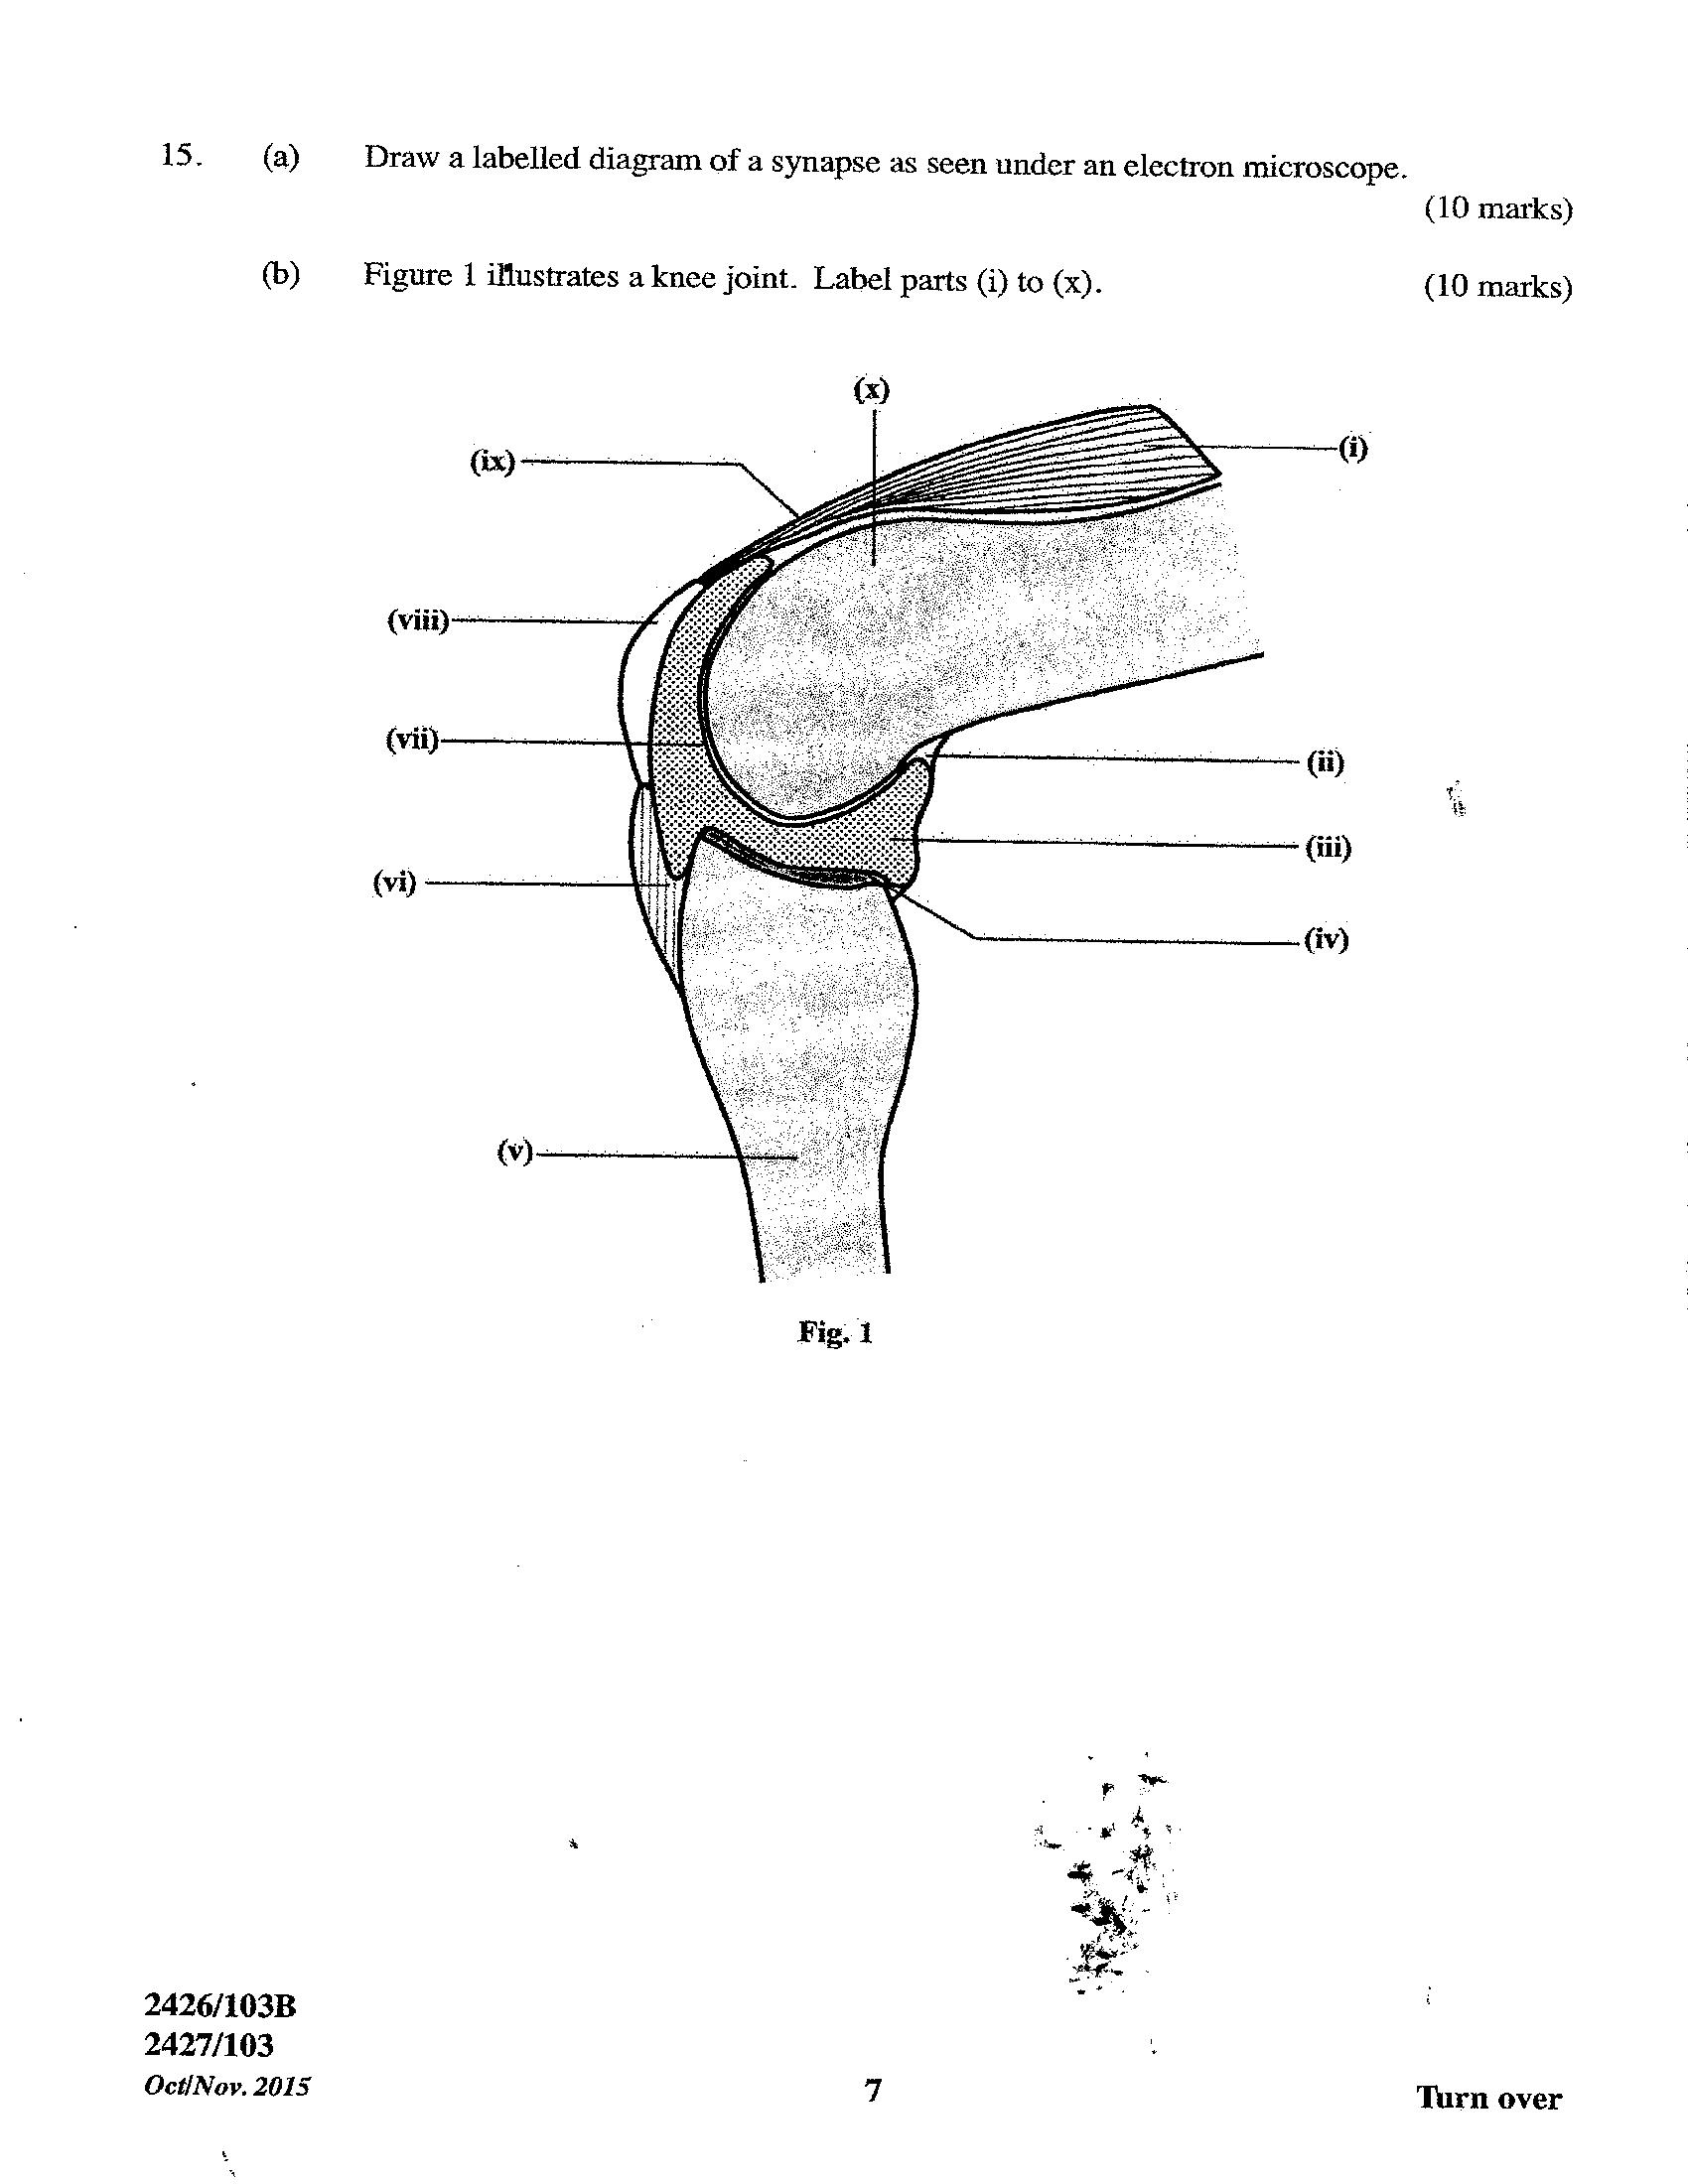 15. (a) Draw a labelled diagram of a synapse as seen under an electron microscope.
(10 marks)
(b) Figure 1 illustrates a knee joint. Label parts (i) to (x). (10 marks)
(x)
(i)
(ix)
(viii)
(vii)
(ii)
(iii)
(vi)
(iv)
(v)
Fig. 1
2426/103B
2427/103
Oct/Nov. 2015
7
Turn over